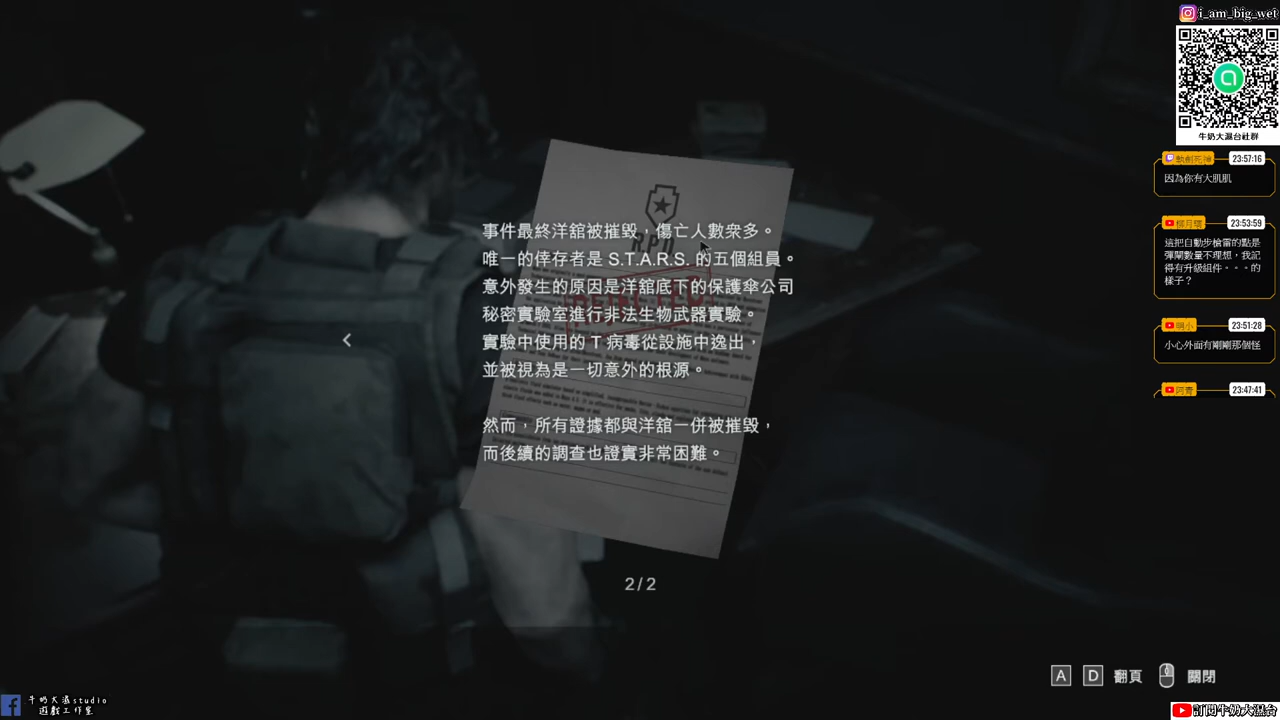 i_am_big_wet
牛奶大濕台社群
23:57:16
因為你有大肌肌
23:53:59
這把自動步槍雷的點是
彈閘數量不理想，我記
得有升級組件。。。的
樣子？
明小
23:51:28
小心外面有剛剛那個怪
阿青
23:47:41
R.P.D.
事件最終洋舘被摧毀，傷亡人數衆多。
唯一的倖存者是 S.T.A.R.S. 的五個組員。
意外發生的原因是洋舘底下的保護傘公司
秘密實驗室進行非法生物武器實驗。
實驗中使用的 T 病毒從設施中逸出，
並被視為是一切意外的根源。
然而，所有證據都與洋舘一併被摧毀，
而後續的調查也證實非常困難。
2/2
A D 翻頁 關閉
牛奶大濕studio
遊戲工作室
訂閱牛奶大濕台